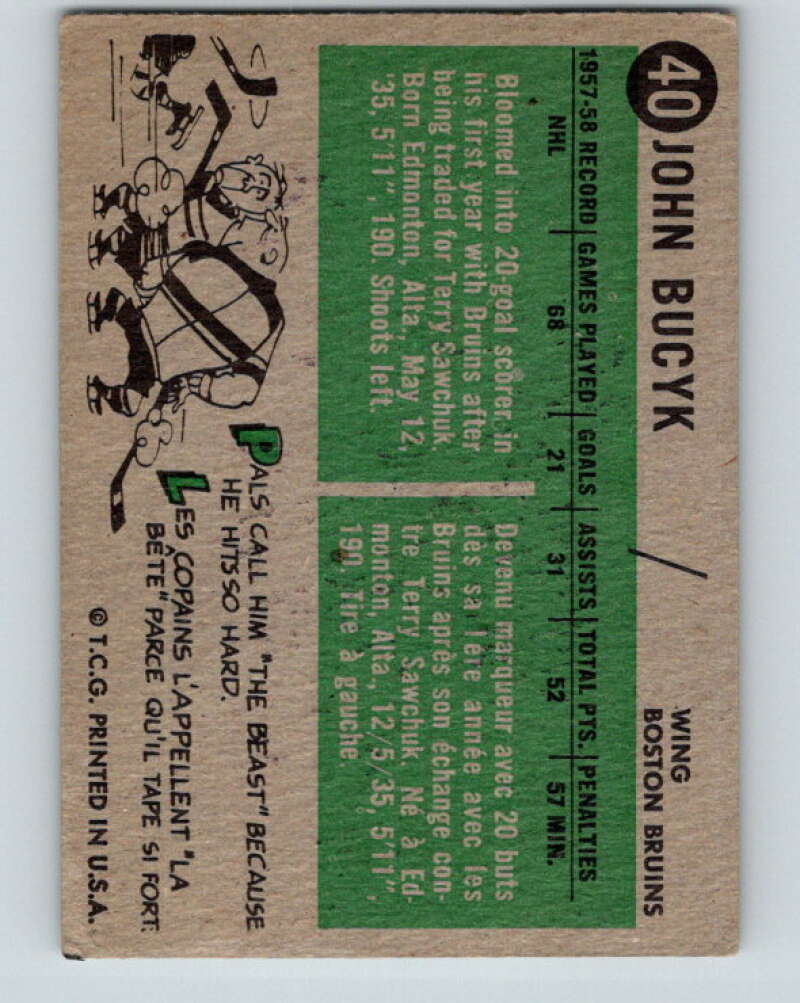 40 JOHN BUCYK
WING
BOSTON BRUINS
1957-58 RECORD GAMES PLAYED GOALS ASSISTS TOTAL PTS. PENALTIES
NHL 68 21 31 52 57 MIN.
Bloomed into 20-goal scorer in
his first year with Bruins after
being traded for Terry Sawchuk.
Born Edmonton, Alta., May 12,
'35, 5'11", 190. Shoots left.
Devenu marqueur avec 20 buts
dès sa 1ère année avec les
Bruins après son échange con-
tre Terry Sawchuk. Né à Ed-
monton, Alta, 12/5/35, 5'11",
190. Tire à gauche.
PALS CALL HIM "THE BEAST" BECAUSE
HE HITS SO HARD.
LES COPAINS L'APPELLENT "LA
BÊTE" PARCE QU'IL TAPE SI FORT.
© T.C.G. PRINTED IN U.S.A.